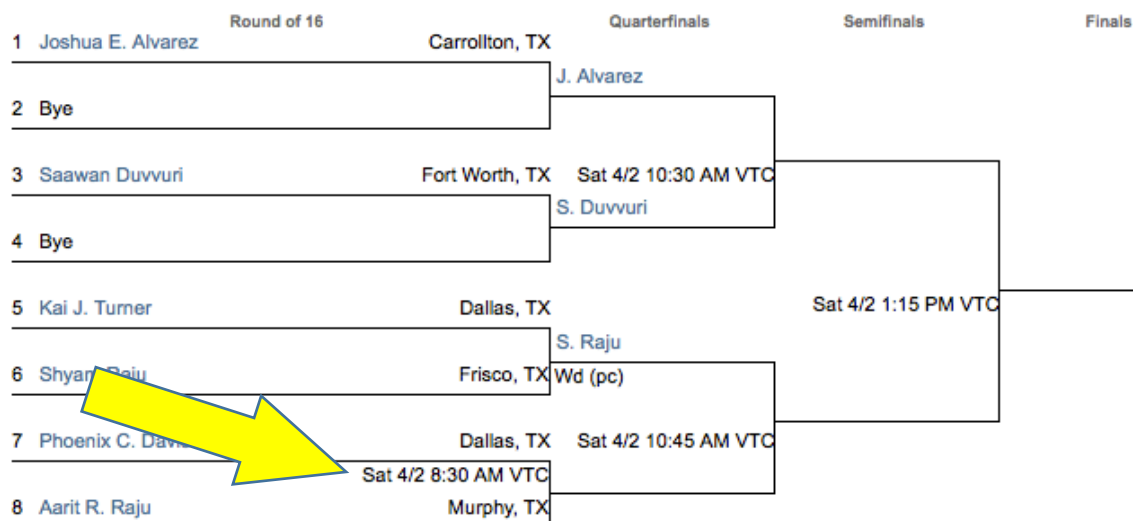 Round of 16 Quarterfinals Semifinals Finals
1 Joshua E. Alvarez Carrollton, TX
J. Alvarez
2 Bye
3 Saawan Duvvuri Fort Worth, TX Sat 4/2 10:30 AM VTC
S. Duvvuri
4 Bye
5 Kai J. Turner Dallas, TX Sat 4/2 1:15 PM VTC
S. Raju
6 Shyam Raju Frisco, TX Wd (pc)
7 Phoenix C. Dallas, TX Sat 4/2 10:45 AM VTC
Sat 4/2 8:30 AM VTC
8 Aarit R. Raju Murphy, TX